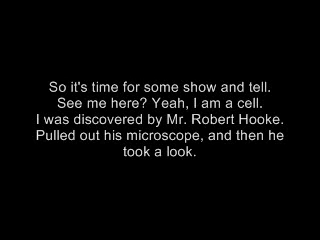 So it's time for some show and tell.
See me here? Yeah, I am a cell.
I was discovered by Mr. Robert Hooke.
Pulled out his microscope, and then he
took a look.